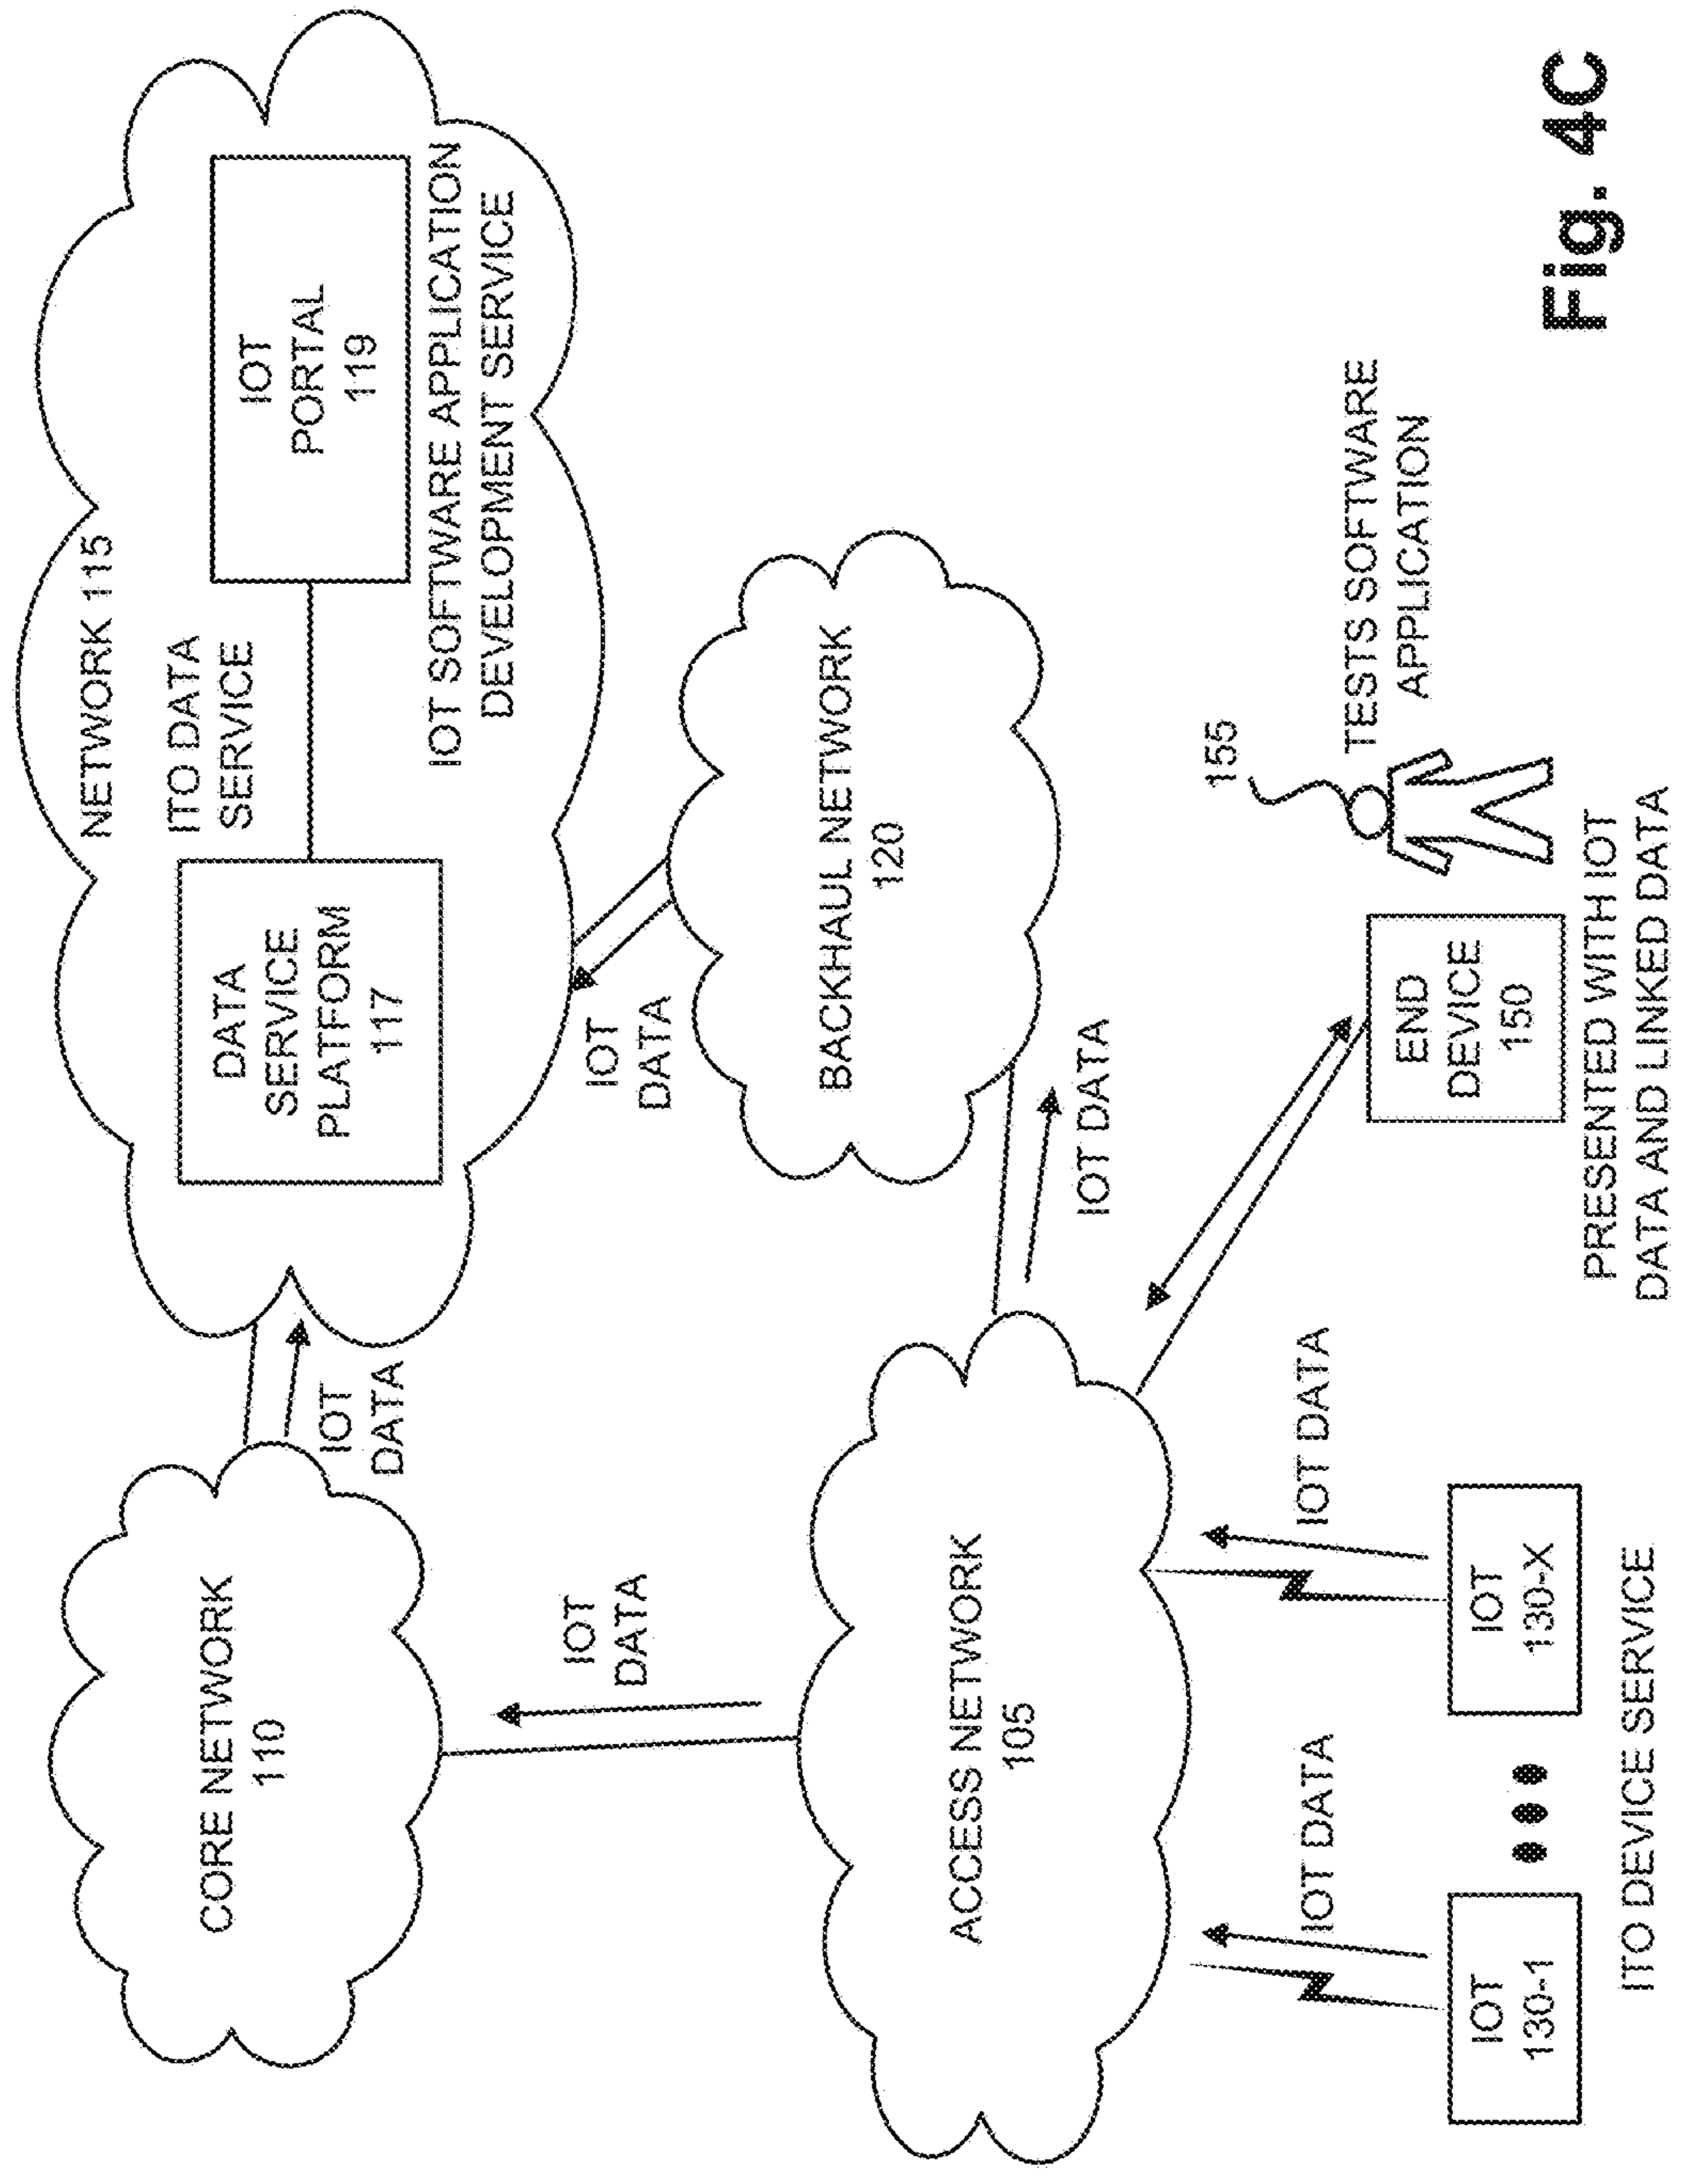 NETWORK 115
CORE NETWORK
110
IOT
DATA
DATA
SERVICE
PLATFORM
117
ITO DATA
SERVICE
IOT
PORTAL
119
IOT SOFTWARE APPLICATION
DEVELOPMENT SERVICE
IOT
DATA
IOT
DATA
BACKHAUL NETWORK
120
ACCESS NETWORK
105
IOT DATA
155
TESTS SOFTWARE
APPLICATION
IOT DATA
IOT DATA
END
DEVICE
150
IOT
130-1
IOT
130-X
PRESENTED WITH IOT
DATA AND LINKED DATA
ITO DEVICE SERVICE
Fig. 4C